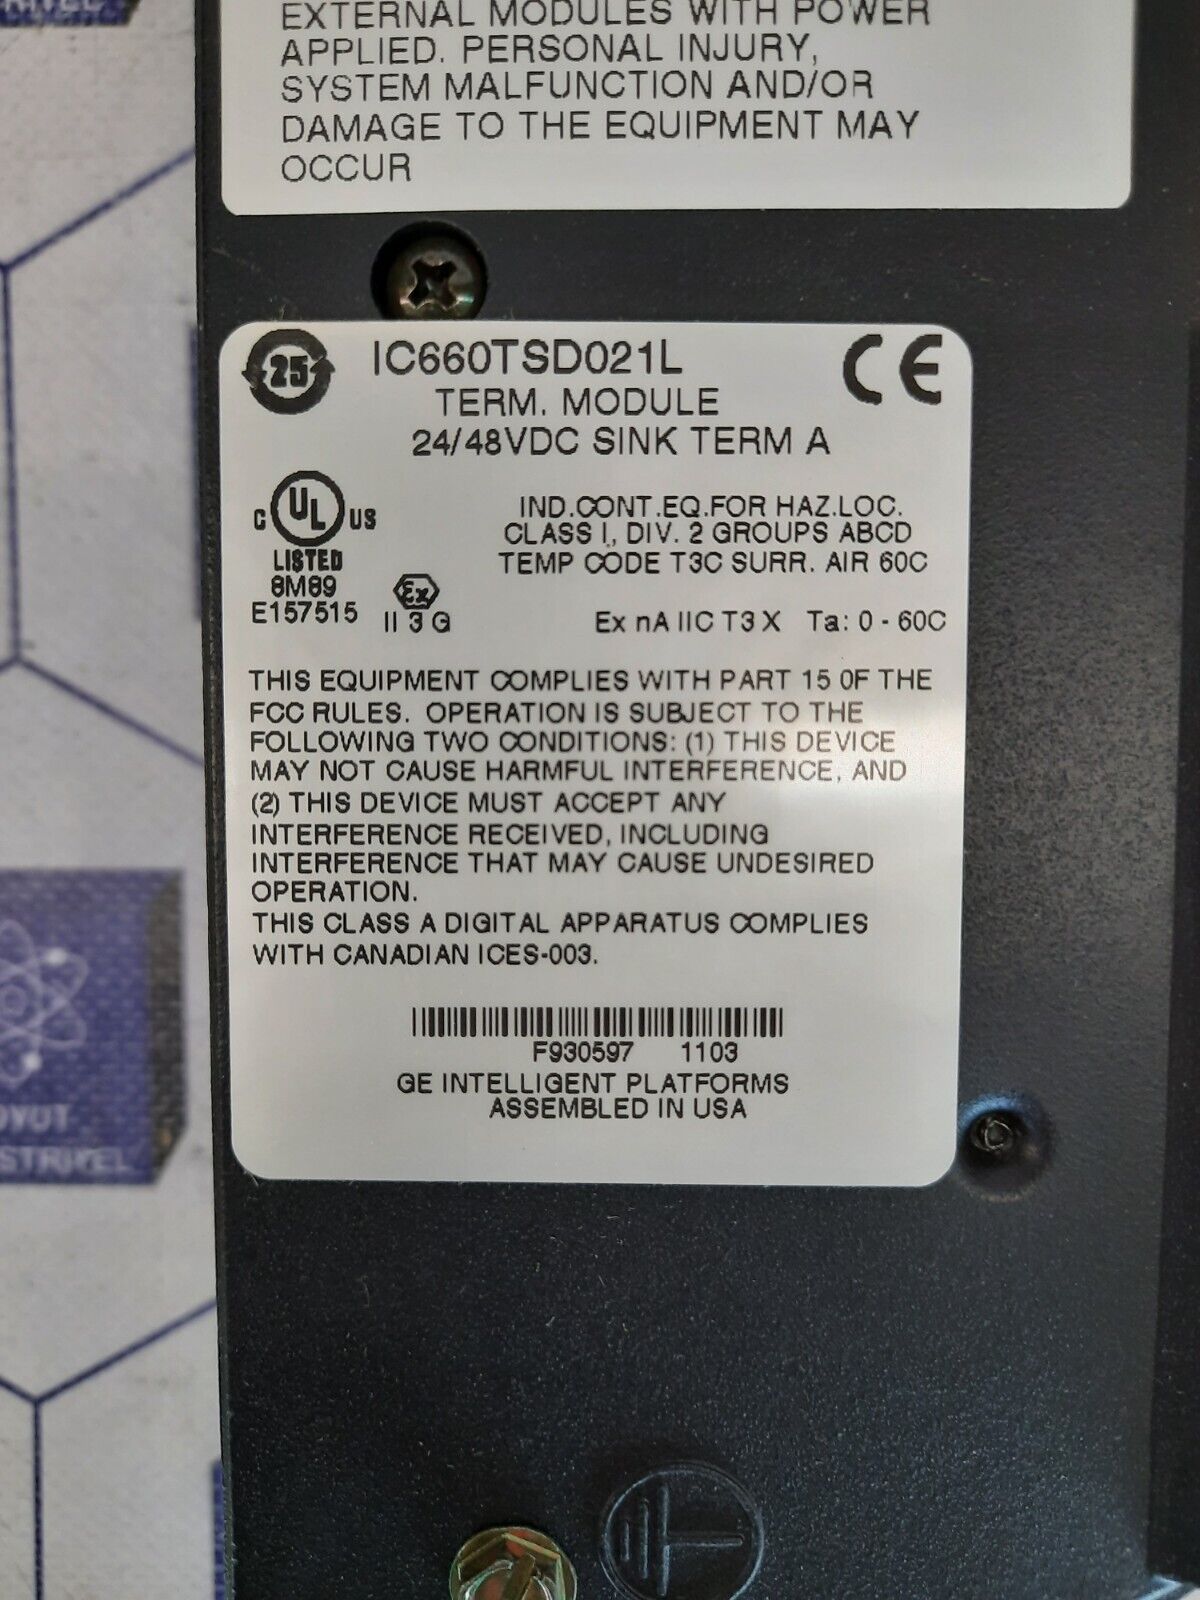 EXTERNAL MODULES WITH POWER
APPLIED. PERSONAL INJURY,
SYSTEM MALFUNCTION AND/OR
DAMAGE TO THE EQUIPMENT MAY
OCCUR
25
IC660TSD021L
CE
TERM. MODULE
24/48VDC SINK TERM A
C UL US
LISTED
8M89
E157515
IND.CONT.EQ.FOR HAZ.LOC.
CLASS I, DIV. 2 GROUPS ABCD
TEMP CODE T3C SURR. AIR 60C
Ex
II 3 G
Ex nA IIC T3 X Ta: 0 - 60C
THIS EQUIPMENT COMPLIES WITH PART 15 OF THE
FCC RULES. OPERATION IS SUBJECT TO THE
FOLLOWING TWO CONDITIONS: (1) THIS DEVICE
MAY NOT CAUSE HARMFUL INTERFERENCE, AND
(2) THIS DEVICE MUST ACCEPT ANY
INTERFERENCE RECEIVED, INCLUDING
INTERFERENCE THAT MAY CAUSE UNDESIRED
OPERATION.
THIS CLASS A DIGITAL APPARATUS COMPLIES
WITH CANADIAN ICES-003.
F930597 1103
GE INTELLIGENT PLATFORMS
ASSEMBLED IN USA